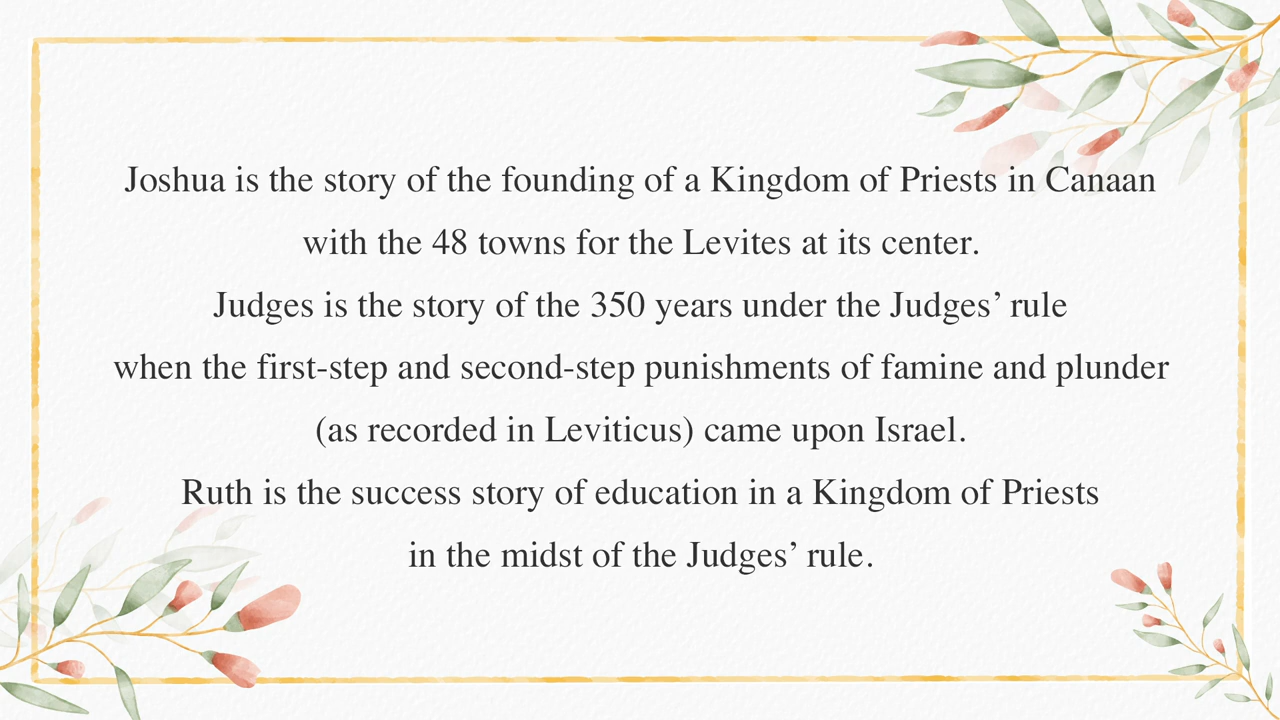 Joshua is the story of the founding of a Kingdom of Priests in Canaan
with the 48 towns for the Levites at its center.
Judges is the story of the 350 years under the Judges’ rule
when the first-step and second-step punishments of famine and plunder
(as recorded in Leviticus) came upon Israel.
Ruth is the success story of education in a Kingdom of Priests
in the midst of the Judges’ rule.